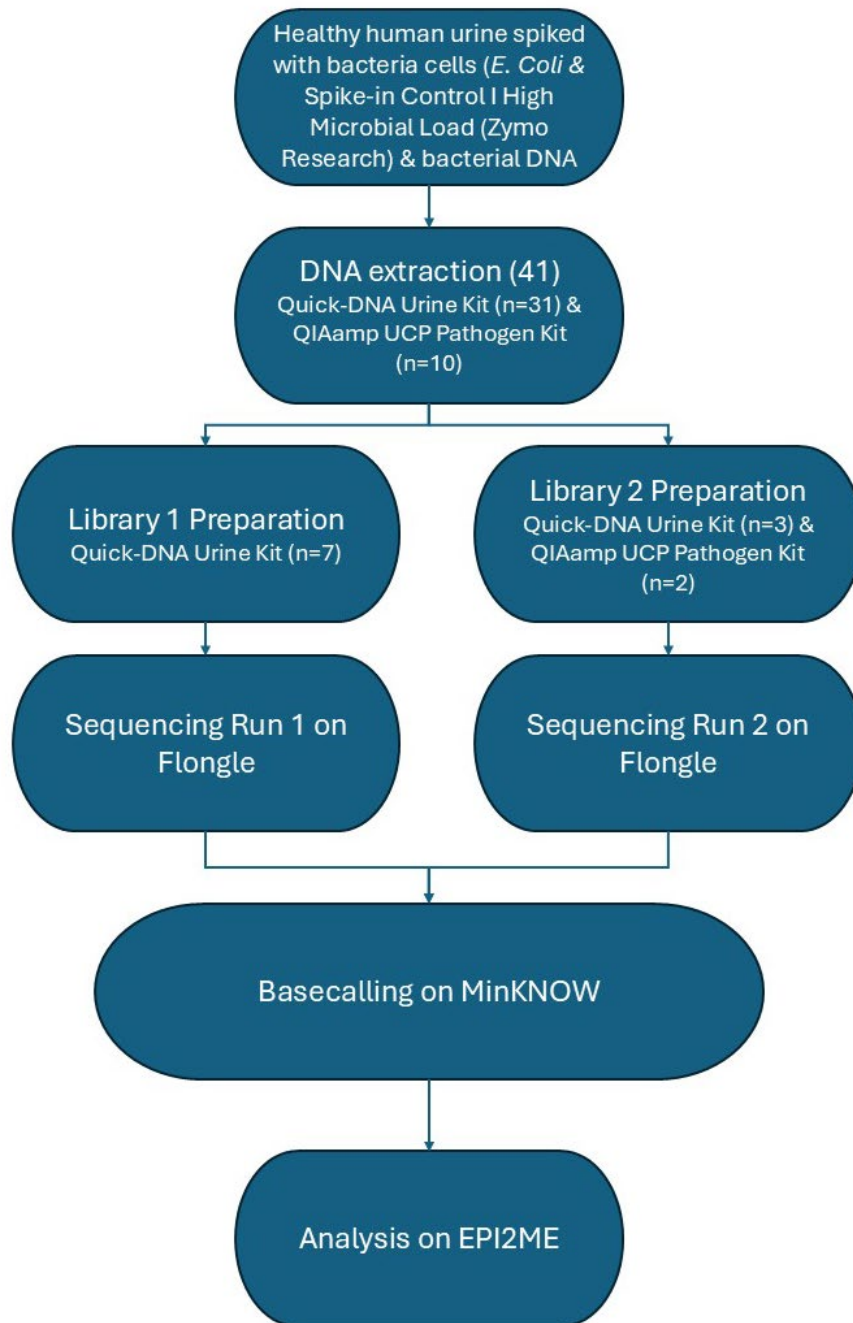 Healthy human urine spiked
with bacteria cells (E. Coli &
Spike-in Control I High
Microbial Load (Zymo
Research) & bacterial DNA
DNA extraction (41)
Quick-DNA Urine Kit (n=31) &
QIAamp UCP Pathogen Kit
(n=10)
Library 1 Preparation
Quick-DNA Urine Kit (n=7)
Library 2 Preparation
Quick-DNA Urine Kit (n=3) &
QIAamp UCP Pathogen Kit
(n=2)
Sequencing Run 1 on
Flongle
Sequencing Run 2 on
Flongle
Basecalling on MinKNOW
Analysis on EPI2ME